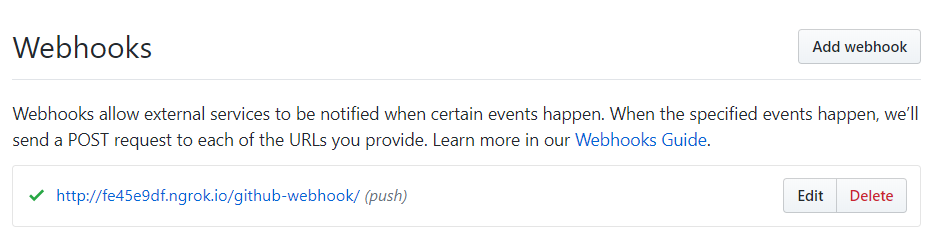 Webhooks
Add webhook
Webhooks allow external services to be notified when certain events happen. When the specified events happen, we’ll
send a POST request to each of the URLs you provide. Learn more in our Webhooks Guide.
http://fe45e9df.ngrok.io/github-webhook/ (push)
Edit
Delete